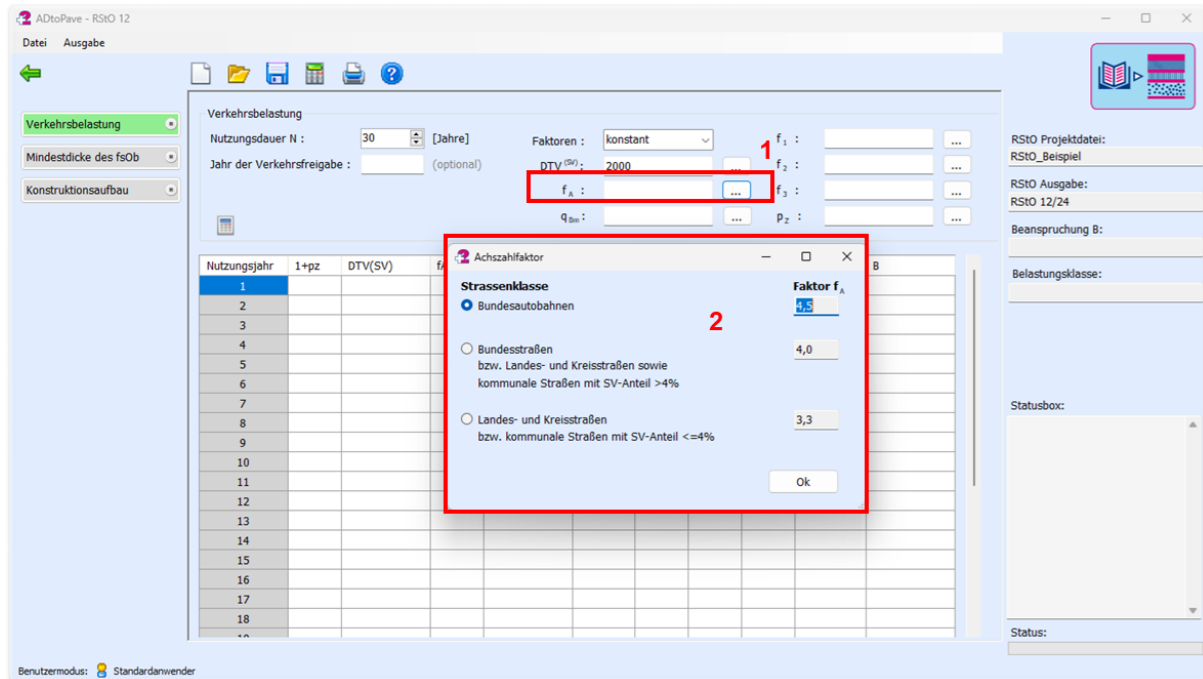 ADtoPave - RStO 12
Datei Ausgabe
Verkehrsbelastung
Mindestdicke des fsOb
Konstruktionsaufbau
Verkehrsbelastung
Nutzungsdauer N : 30 [Jahre] Faktoren : konstant f₁ : ...
Jahr der Verkehrsfreigabe : (optional) DTV⁽ˢⱽ⁾: 2000 ... 1 f₂ : ...
f_A : ... f₃ : ...
q_Bm : ... p_Z : ...
Nutzungsjahr 1+pz DTV(SV) B
1
2
3
4
5
6
7
8
9
10
11
12
13
14
15
16
17
18
Achszahlfaktor
Strassenklasse Faktor f_A
Bundesautobahnen 4,5
2
Bundesstraßen 4,0
bzw. Landes- und Kreisstraßen sowie
kommunale Straßen mit SV-Anteil >4%
Landes- und Kreisstraßen 3,3
bzw. kommunale Straßen mit SV-Anteil <=4%
Ok
RStO Projektdatei:
RStO_Beispiel
RStO Ausgabe:
RStO 12/24
Beanspruchung B:
Belastungsklasse:
Statusbox:
Status:
Benutzermodus: Standardanwender